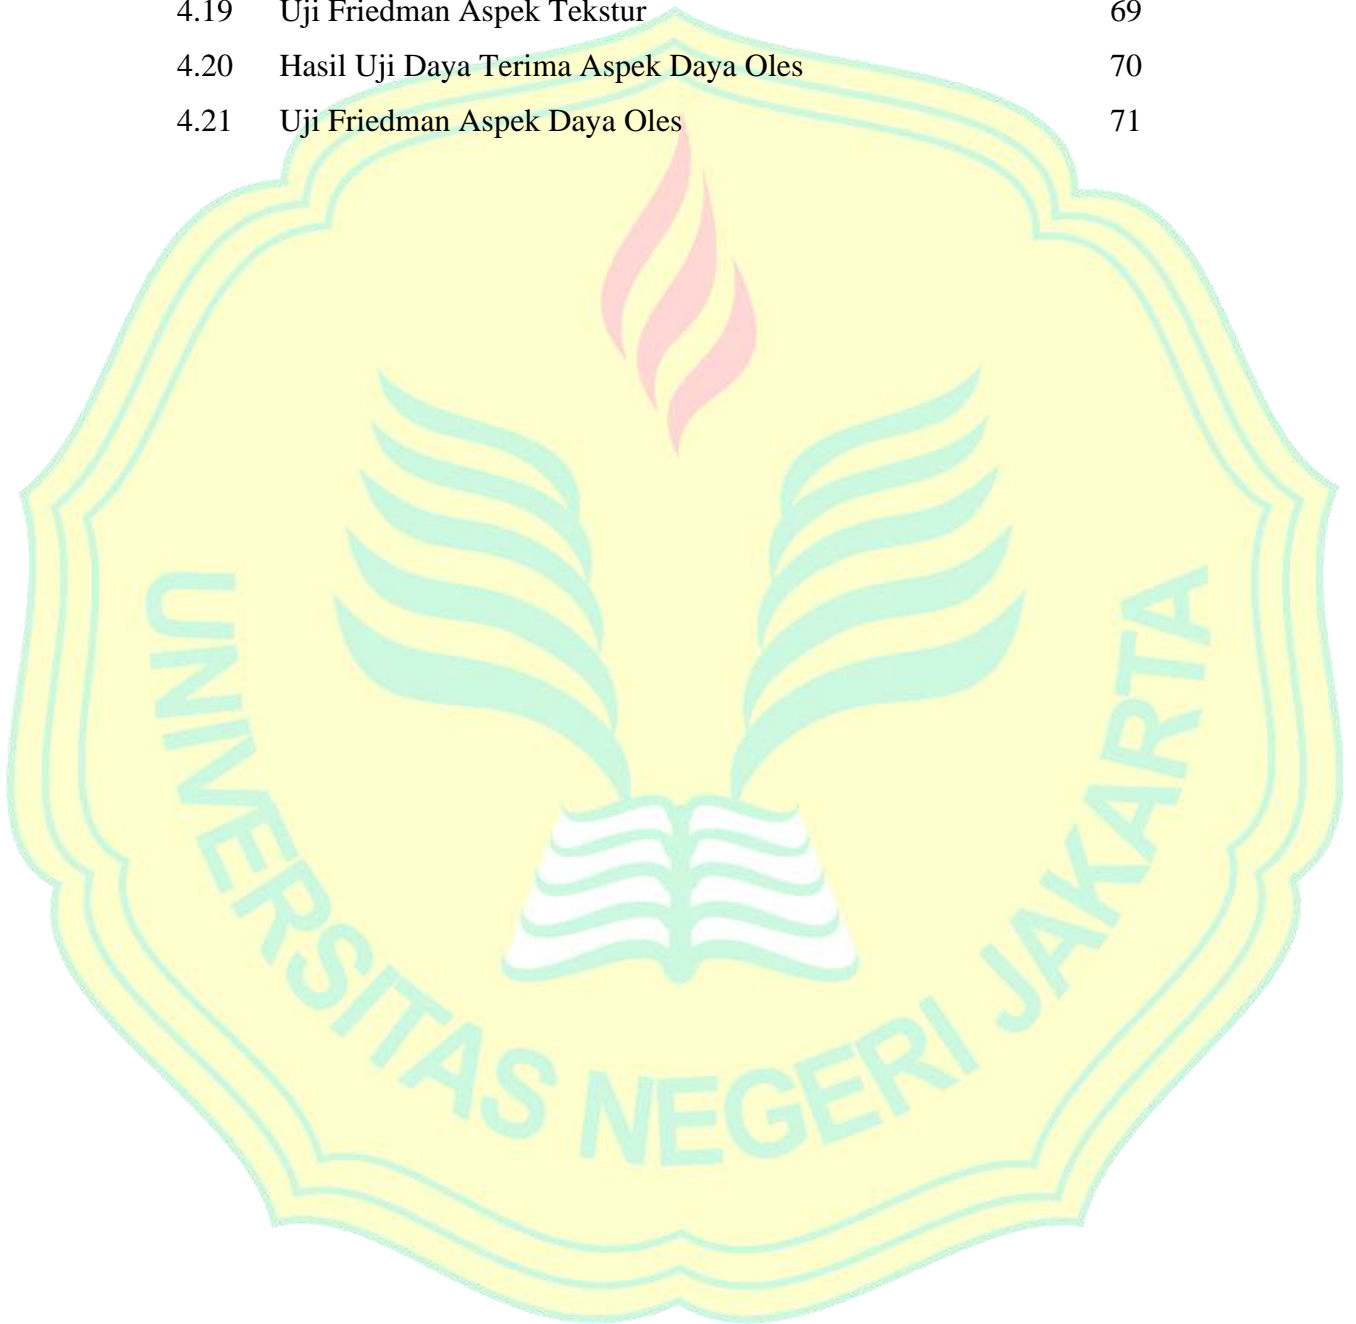 4.19 Uji Friedman Aspek Tekstur 69
4.20 Hasil Uji Daya Terima Aspek Daya Oles 70
4.21 Uji Friedman Aspek Daya Oles 71
UNIVERSITAS NEGERI JAKARTA